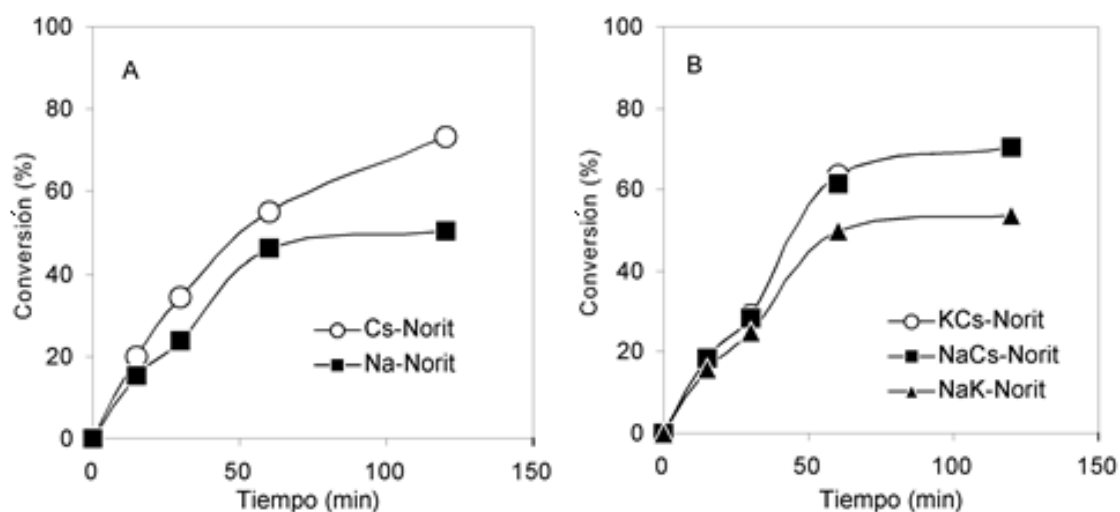 A
Conversión (%)
100
80
60
40
20
0
Cs-Norit
Na-Norit
0 50 100 150
Tiempo (min)
B
Conversión (%)
100
80
60
40
20
0
KCs-Norit
NaCs-Norit
NaK-Norit
0 50 100 150
Tiempo (min)